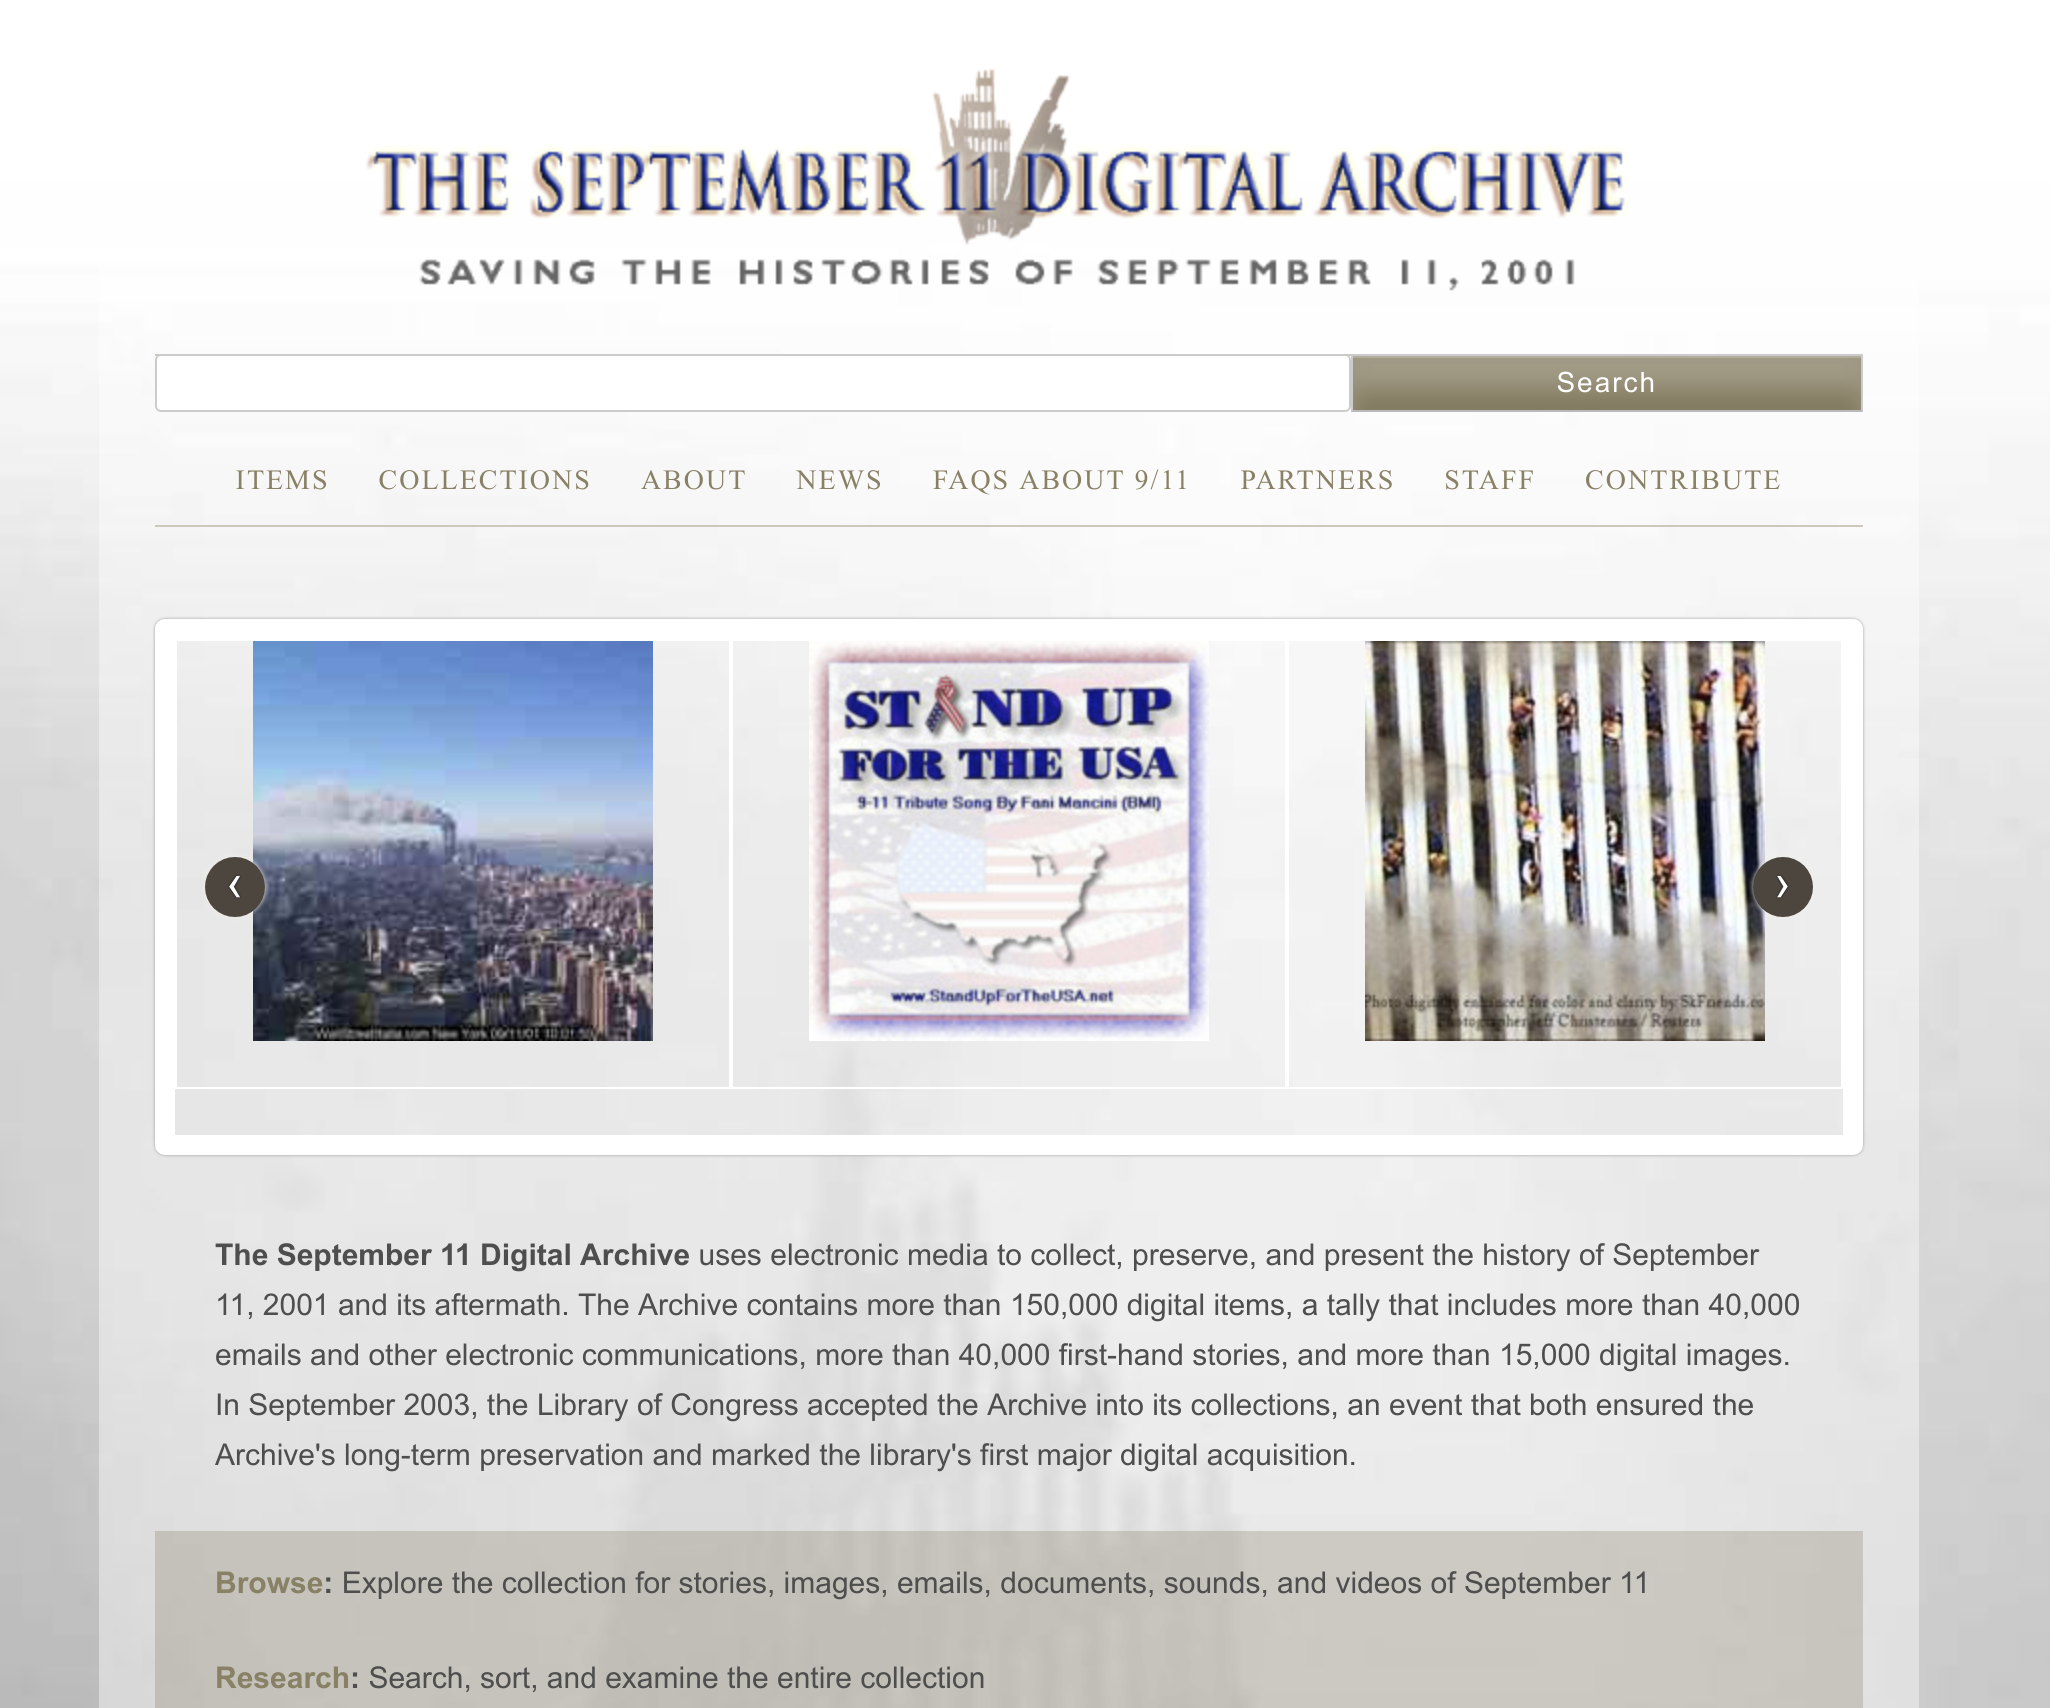 THE SEPTEMBER 11 DIGITAL ARCHIVE
SAVING THE HISTORIES OF SEPTEMBER 11, 2001
Search
ITEMS COLLECTIONS ABOUT NEWS FAQS ABOUT 9/11 PARTNERS STAFF CONTRIBUTE
New York 09/11/01
STAND UP
FOR THE USA
9-11 Tribute Song By Fani Mancini (BMI)
www.StandUpForTheUSA.net
Photo digitally enhanced for color and clarity by SkFriends.co
Photographer Jeff Christensen / Reuters
‹
›
The September 11 Digital Archive uses electronic media to collect, preserve, and present the history of September
11, 2001 and its aftermath. The Archive contains more than 150,000 digital items, a tally that includes more than 40,000
emails and other electronic communications, more than 40,000 first-hand stories, and more than 15,000 digital images.
In September 2003, the Library of Congress accepted the Archive into its collections, an event that both ensured the
Archive's long-term preservation and marked the library's first major digital acquisition.
Browse: Explore the collection for stories, images, emails, documents, sounds, and videos of September 11
Research: Search, sort, and examine the entire collection